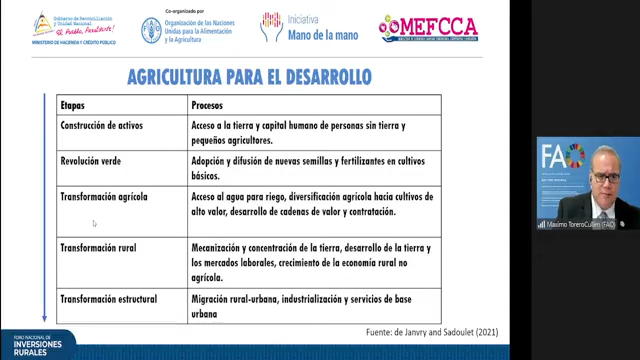 Gobierno de Reconciliación
y Unidad Nacional
El Pueblo, Presidente!
MINISTERIO DE HACIENDA Y CRÉDITO PÚBLICO
Co-organizado por
FAO
Organización de las Naciones
Unidas para la Alimentación
y la Agricultura
Iniciativa
Mano de la mano
MEFCCA
AGRICULTURA PARA EL DESARROLLO
Etapas
Procesos
Construcción de activos
Acceso a la tierra y capital humano de personas sin tierra y
pequeños agricultores.
Revolución verde
Adopción y difusión de nuevas semillas y fertilizantes en cultivos
básicos.
Transformación agrícola
Acceso al agua para riego, diversificación agrícola hacia cultivos de
alto valor, desarrollo de cadenas de valor y contratación.
Transformación rural
Mecanización y concentración de la tierra, desarrollo de la tierra y
los mercados laborales, crecimiento de la economía rural no
agrícola.
Transformación estructural
Migración rural-urbana, industrialización y servicios de base
urbana
Fuente: de Janvry and Sadoulet (2021)
FORO NACIONAL DE
INVERSIONES
RURALES
FAO
Maximo ToreroCullen (FAO)